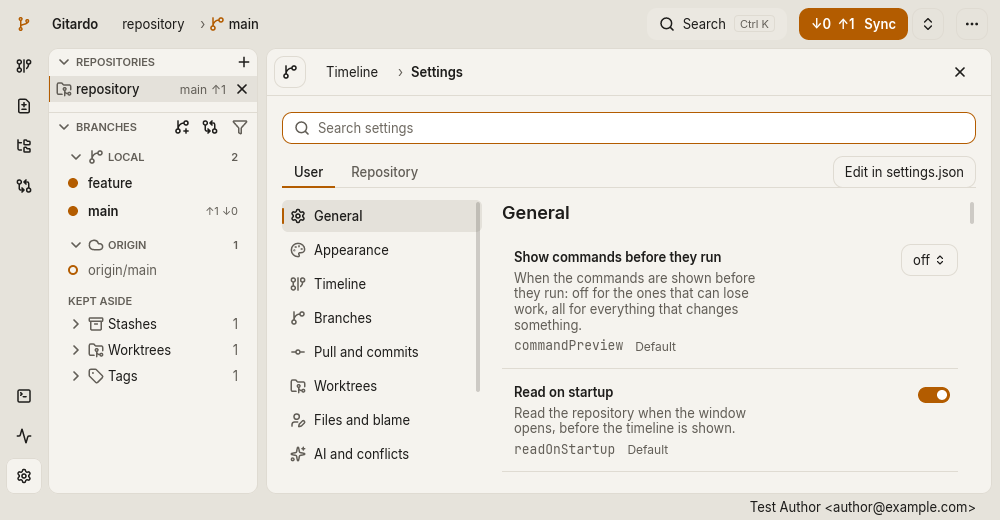 Gitardo
repository
main
Search
Ctrl K
↓0 ↑1 Sync
REPOSITORIES
repository
main ↑1
BRANCHES
LOCAL
2
feature
main
↑1 ↓0
ORIGIN
1
origin/main
KEPT ASIDE
Stashes
1
Worktrees
1
Tags
1
Timeline
Settings
Search settings
User
Repository
Edit in settings.json
General
Appearance
Timeline
Branches
Pull and commits
Worktrees
Files and blame
AI and conflicts
General
Show commands before they run
off
When the commands are shown before
they run: off for the ones that can lose
work, all for everything that changes
something.
commandPreview Default
Read on startup
Read the repository when the window
opens, before the timeline is shown.
readOnStartup Default
Test Author <author@example.com>